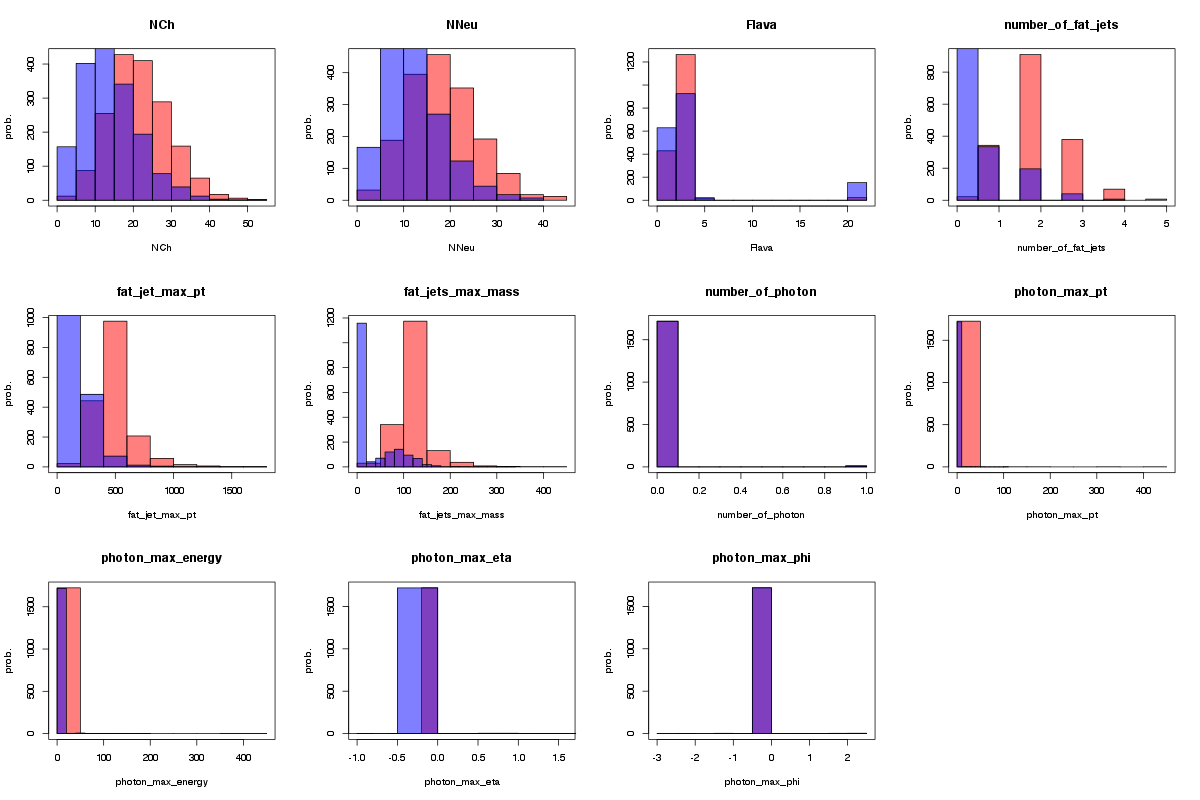 NCh
NNeu
Flava
number_of_fat_jets
prob.
0 100 200 300 400
0 10 20 30 40 50
NCh
prob.
0 100 200 300 400
0 10 20 30 40
NNeu
prob.
0 200 400 600 800 1200
0 5 10 15 20
Flava
prob.
0 200 400 600 800
0 1 2 3 4 5
number_of_fat_jets
fat_jet_max_pt
fat_jets_max_mass
number_of_photon
photon_max_pt
prob.
0 200 400 600 800 1000
0 500 1000 1500
fat_jet_max_pt
prob.
0 200 400 600 800 1200
0 100 200 300 400
fat_jets_max_mass
prob.
0 500 1000 1500
0.0 0.2 0.4 0.6 0.8 1.0
number_of_photon
prob.
0 500 1000 1500
0 100 200 300 400
photon_max_pt
photon_max_energy
photon_max_eta
photon_max_phi
prob.
0 500 1000 1500
0 100 200 300 400
photon_max_energy
prob.
0 500 1000 1500
-1.0 -0.5 0.0 0.5 1.0 1.5
photon_max_eta
prob.
0 500 1000 1500
-3 -2 -1 0 1 2
photon_max_phi